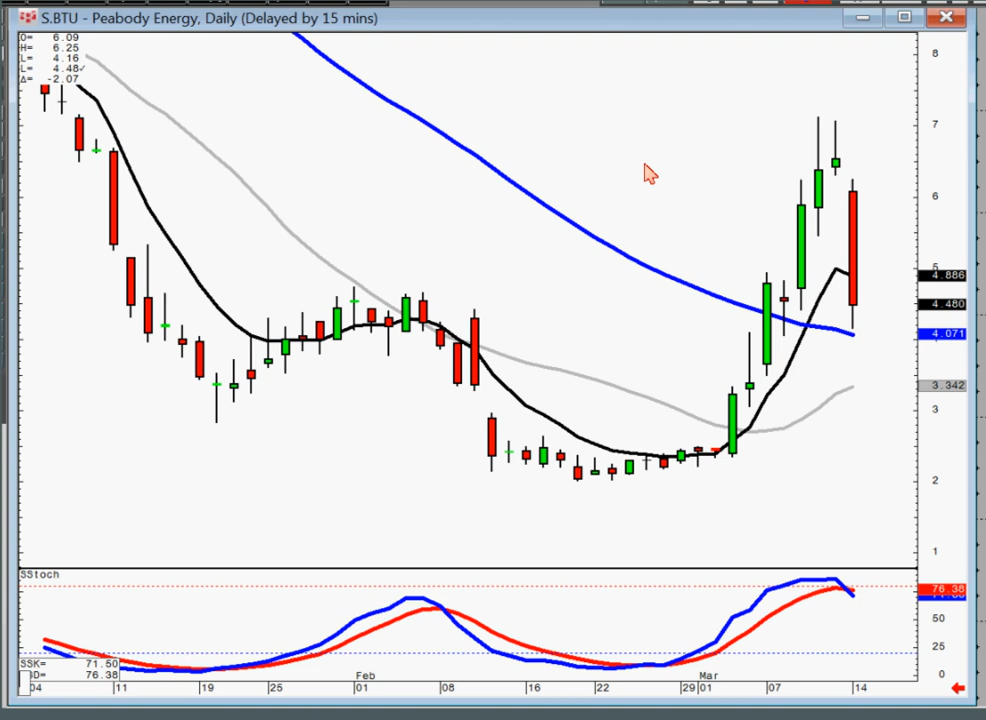 S.BTU - Peabody Energy, Daily (Delayed by 15 mins)
O= 6.09
H= 6.25
L= 4.16
L= 4.48✓
Δ= -2.07
8
7
6
5
4.886
4.480
4.071
3.342
3
2
1
SStoch
76.38
50
25
0
SSK= 71.50
D= 76.38
Feb Mar
04 11 19 25 01 08 16 22 29 01 07 14